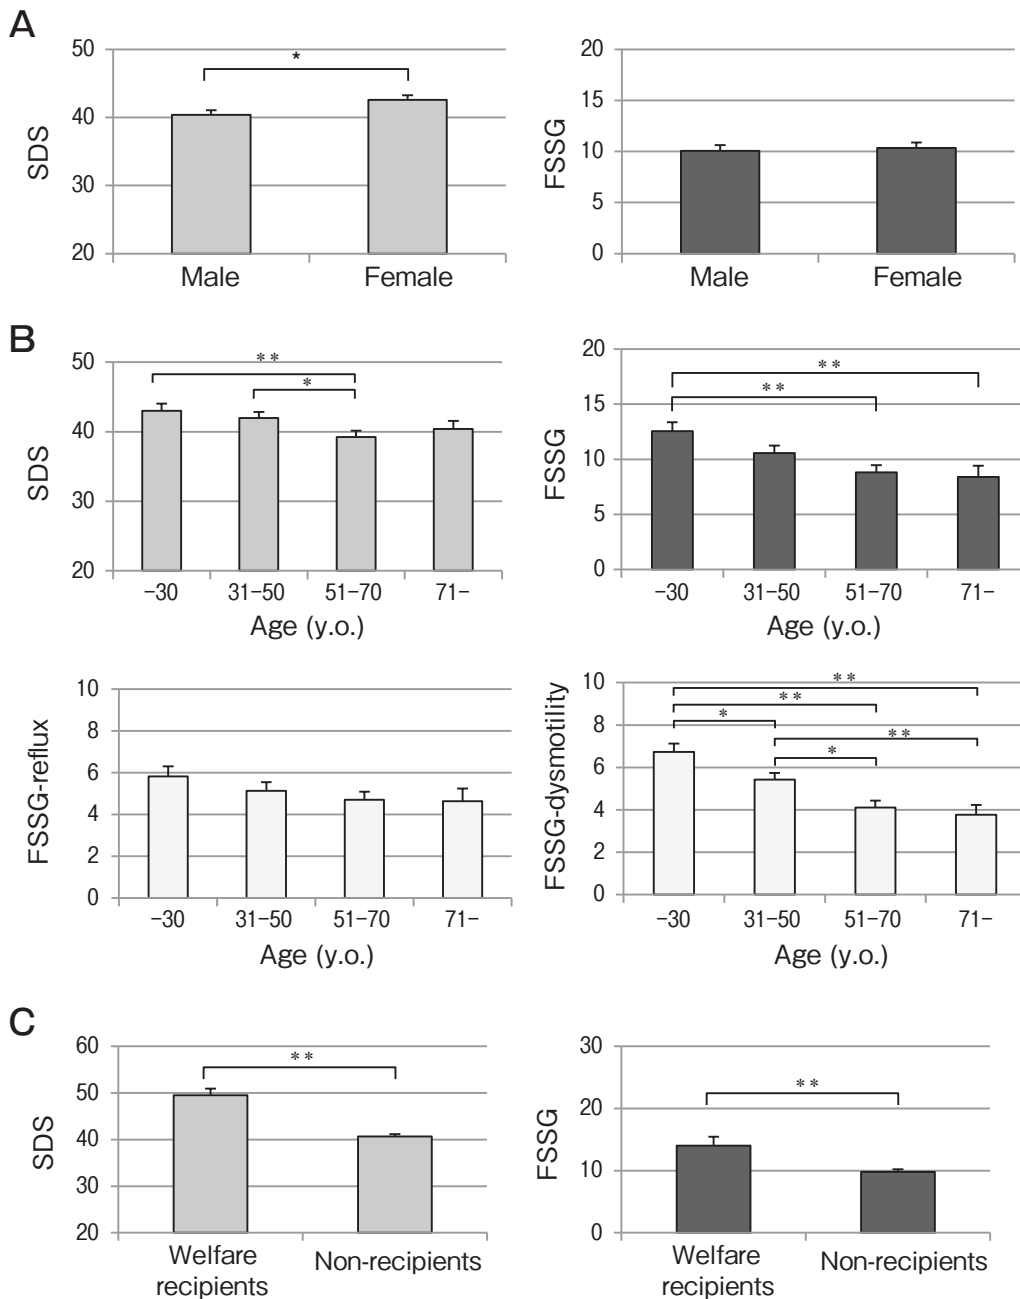 A
50
40
30
20
SDS
*
Male
Female
20
15
10
5
0
FSSG
Male
Female
B
50
40
30
20
SDS
**
*
−30
31−50
51−70
71−
Age (y.o.)
20
15
10
5
0
FSSG
**
**
−30
31−50
51−70
71−
Age (y.o.)
10
8
6
4
2
0
FSSG-reflux
−30
31−50
51−70
71−
Age (y.o.)
10
8
6
4
2
0
FSSG-dysmotility
**
**
*
**
*
−30
31−50
51−70
71−
Age (y.o.)
C
60
50
40
30
20
SDS
**
Welfare
recipients
Non-recipients
30
20
10
0
FSSG
**
Welfare
recipients
Non-recipients